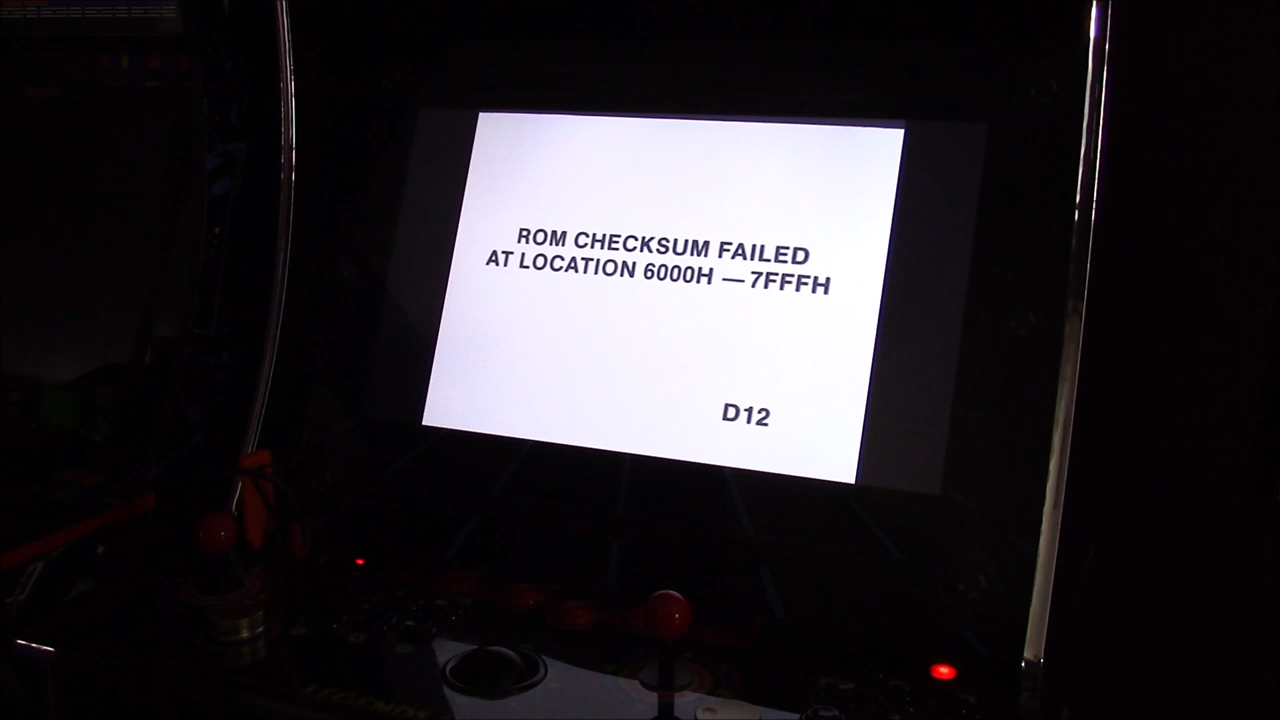 ROM CHECKSUM FAILED
AT LOCATION 6000H — 7FFFH
D12